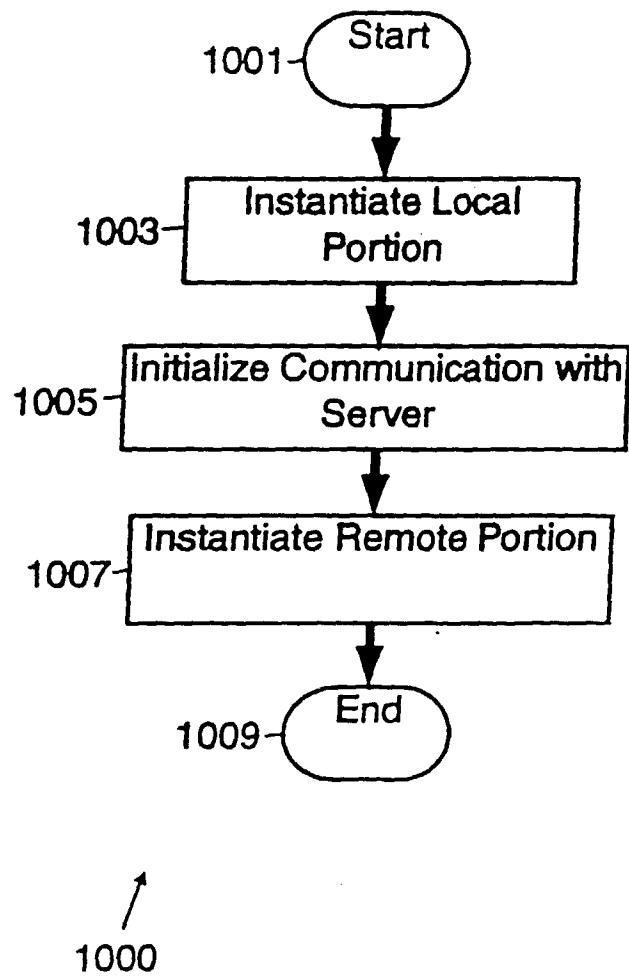 Start
1001
Instantiate Local
Portion
1003
Initialize Communication with
Server
1005
Instantiate Remote Portion
1007
End
1009
1000